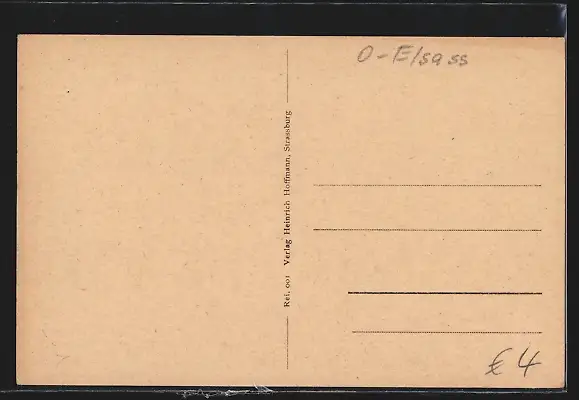 O-Elsass
Rei. 001 Verlag Heinrich Hoffmann, Strassburg
€ 4